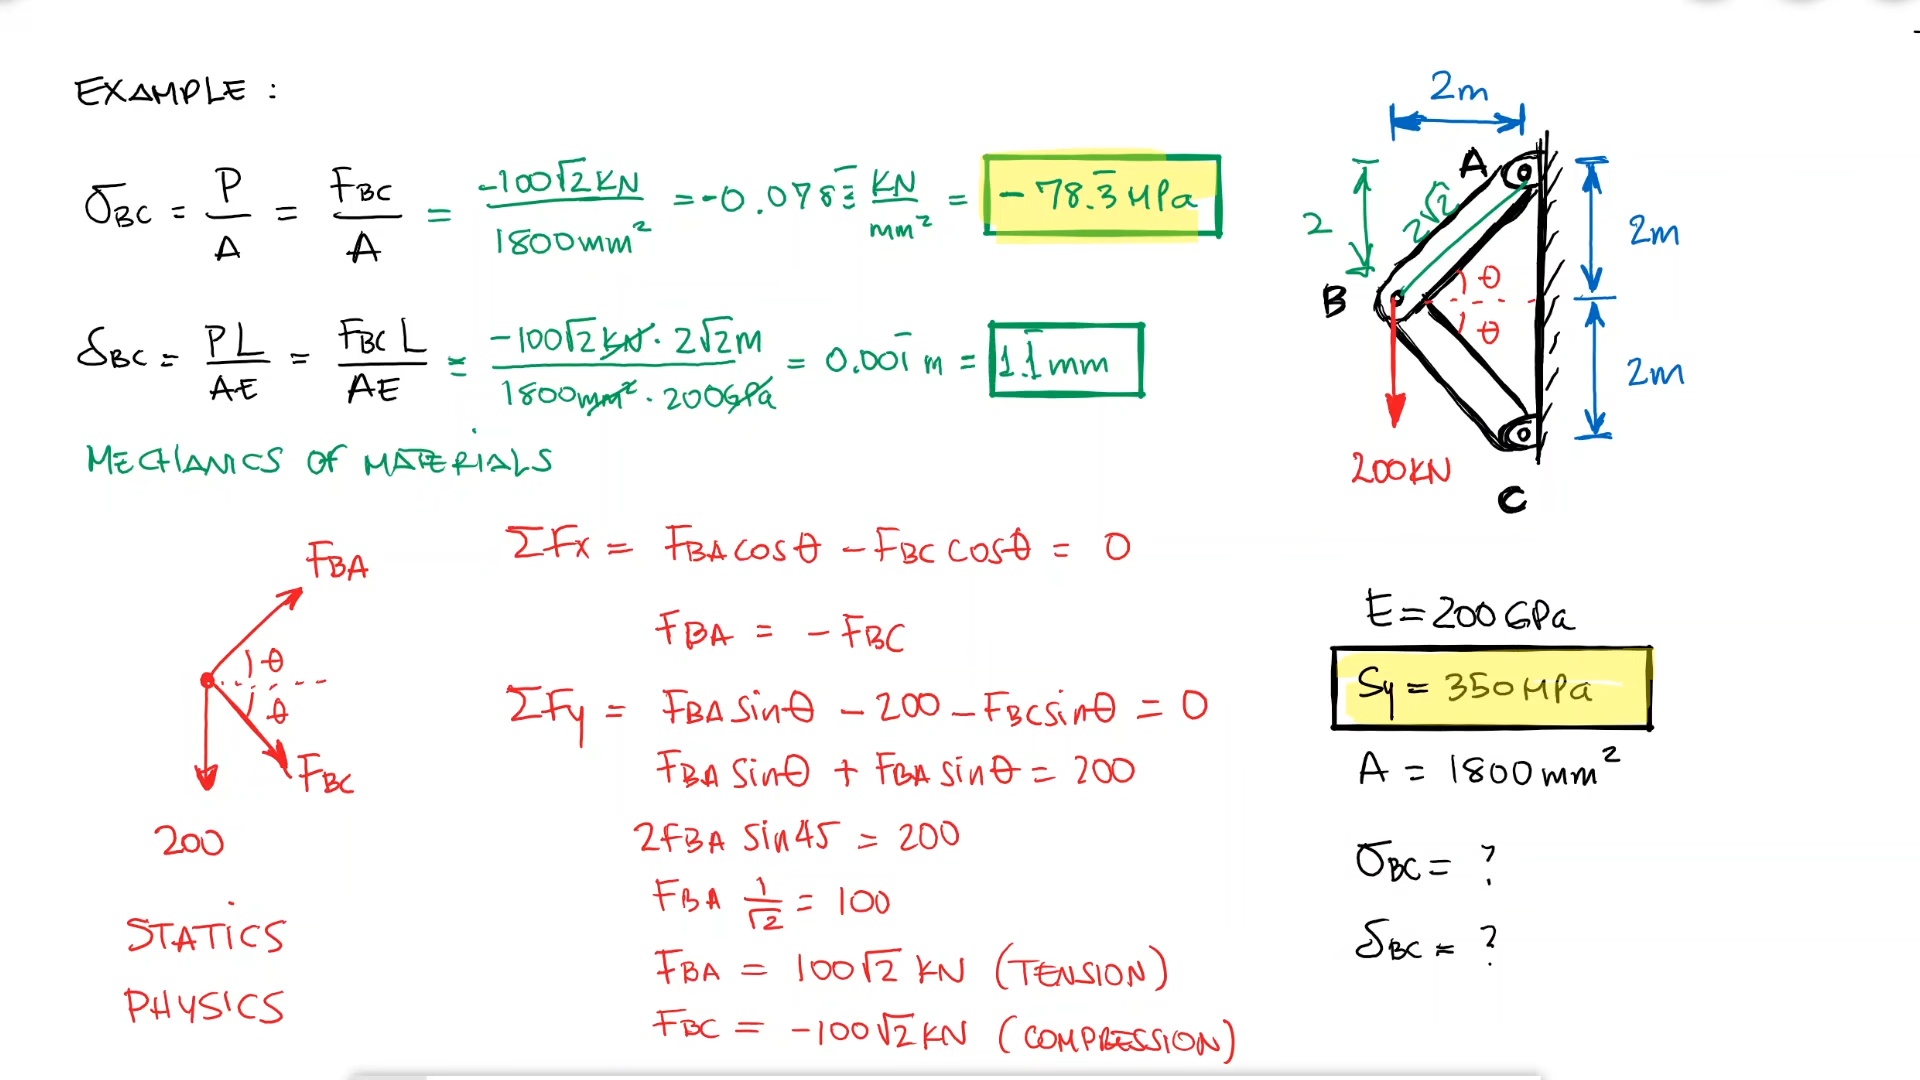 EXAMPLE :
σBC = P/A = FBC/A = -100√2 KN / 1800mm² = -0.0783̄ KN/mm² = -78.3̄ MPa
δBC = PL/AE = FBC L/AE = -100√2 KN · 2√2 m / 1800mm² · 200GPa = 0.001̄ m = 1.1̄ mm
MECHANICS OF MATERIALS
FBA
θ
θ
FBC
200
STATICS
PHYSICS
ΣFx = FBA cosθ - FBC cosθ = 0
FBA = - FBC
ΣFy = FBA sinθ - 200 - FBC sinθ = 0
FBA sinθ + FBA sinθ = 200
2FBA sin45 = 200
FBA 1/√2 = 100
FBA = 100√2 KN (TENSION)
FBC = -100√2 KN (COMPRESSION)
2m
A
2
2√2
2m
B
θ
θ
2m
200KN
C
E = 200 GPa
Sy = 350 MPa
A = 1800 mm²
σBC = ?
δBC = ?